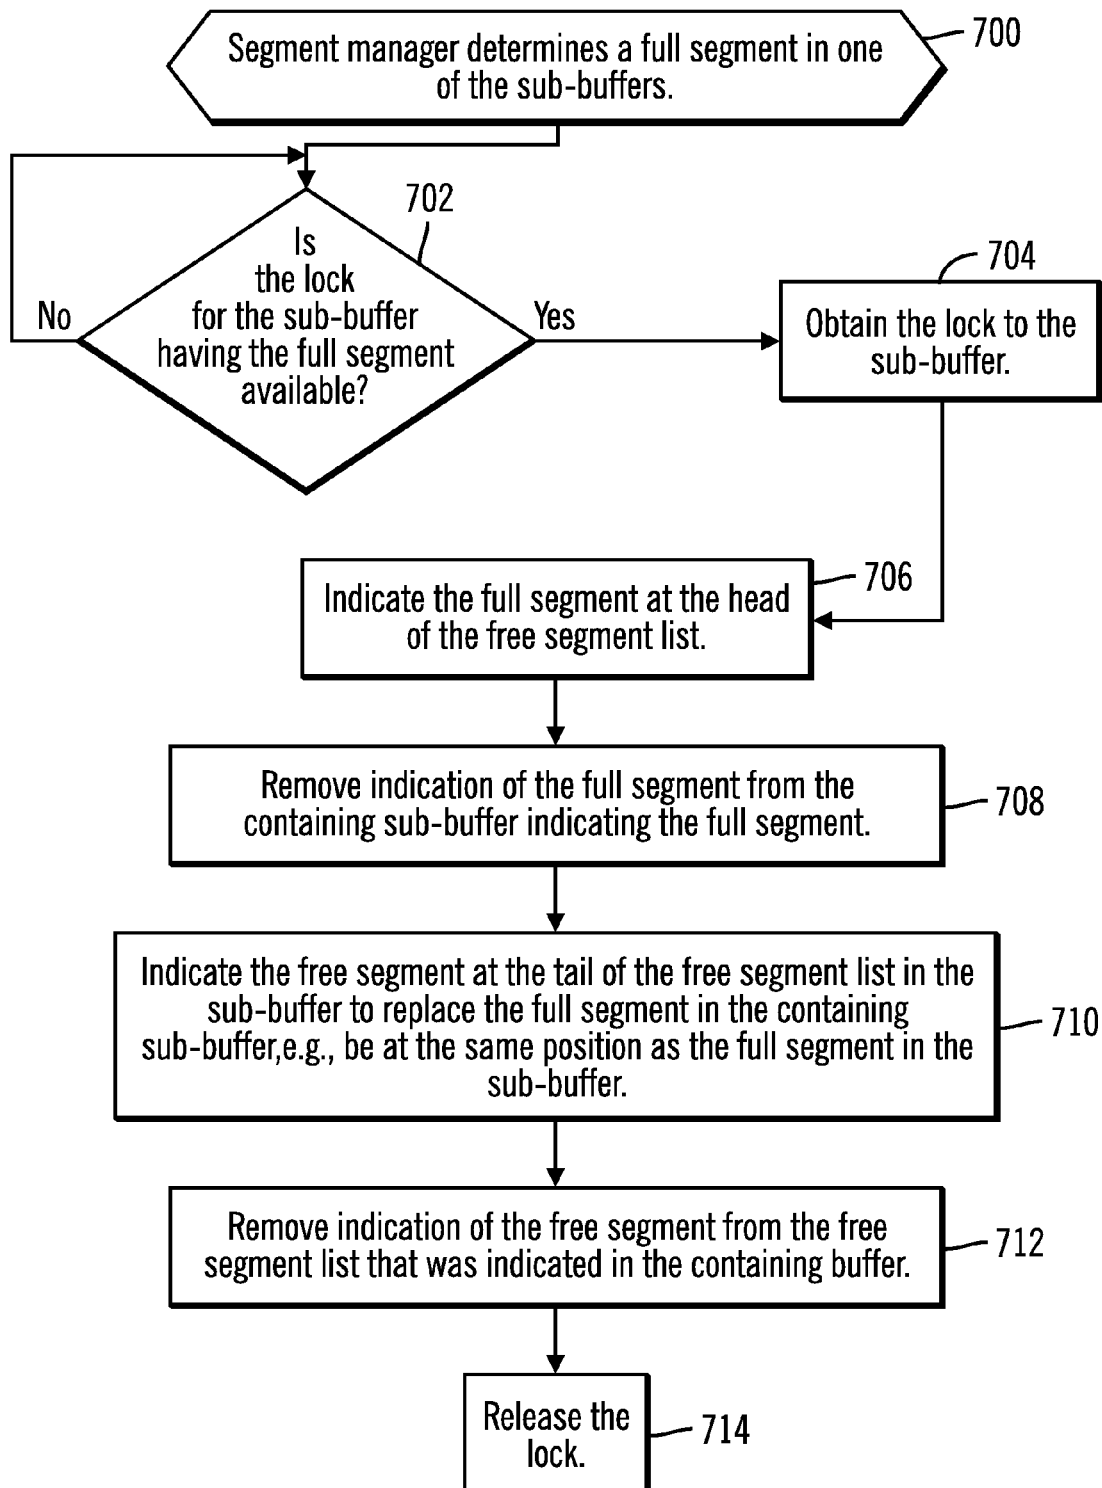 700
Segment manager determines a full segment in one
of the sub-buffers.
702
Is
the lock
for the sub-buffer
having the full segment
available?
No
Yes
704
Obtain the lock to the
sub-buffer.
706
Indicate the full segment at the head
of the free segment list.
Remove indication of the full segment from the
containing sub-buffer indicating the full segment.
708
Indicate the free segment at the tail of the free segment list in the
sub-buffer to replace the full segment in the containing
sub-buffer,e.g., be at the same position as the full segment in the
sub-buffer.
710
Remove indication of the free segment from the free
segment list that was indicated in the containing buffer.
712
Release the
lock.
714